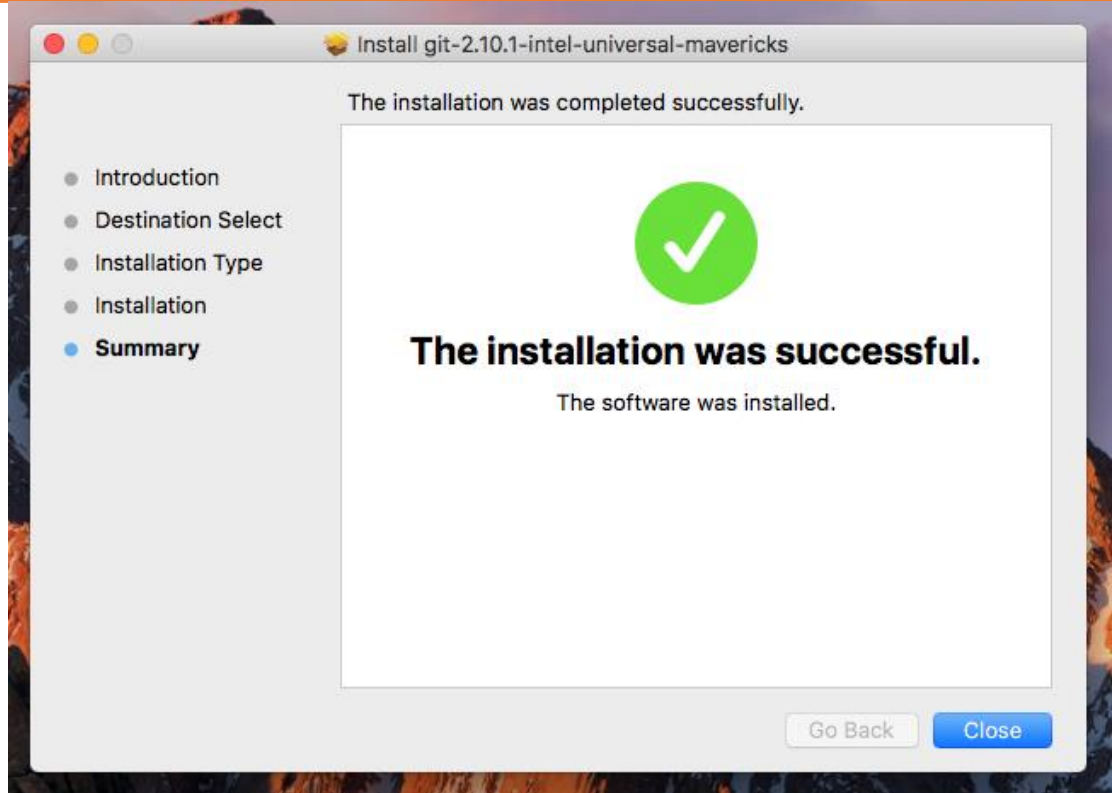 Install git-2.10.1-intel-universal-mavericks
The installation was completed successfully.
Introduction
Destination Select
Installation Type
Installation
Summary
The installation was successful.
The software was installed.
Go Back
Close